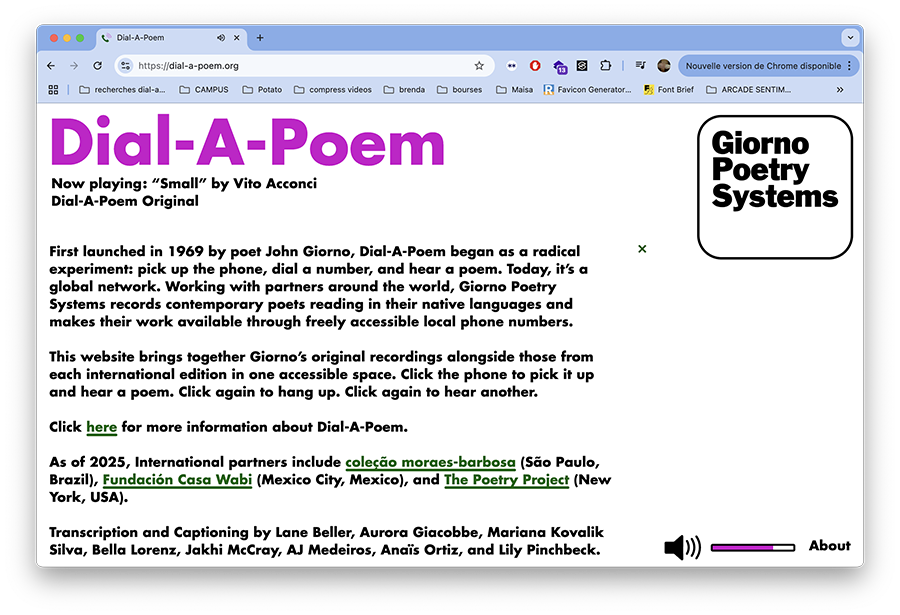 Dial-A-Poem
https://dial-a-poem.org
13
Nouvelle version de Chrome disponible
recherches dial-a...
CAMPUS
Potato
compress videos
brenda
bourses
Maisa
Favicon Generator...
Font Brief
ARCADE SENTIM...
Dial-A-Poem
Giorno
Poetry
Systems
Now playing: “Small” by Vito Acconci
Dial-A-Poem Original
First launched in 1969 by poet John Giorno, Dial-A-Poem began as a radical
experiment: pick up the phone, dial a number, and hear a poem. Today, it’s a
global network. Working with partners around the world, Giorno Poetry
Systems records contemporary poets reading in their native languages and
makes their work available through freely accessible local phone numbers.
This website brings together Giorno’s original recordings alongside those from
each international edition in one accessible space. Click the phone to pick it up
and hear a poem. Click again to hang up. Click again to hear another.
Click here for more information about Dial-A-Poem.
As of 2025, International partners include coleção moraes-barbosa (São Paulo,
Brazil), Fundación Casa Wabi (Mexico City, Mexico), and The Poetry Project (New
York, USA).
Transcription and Captioning by Lane Beller, Aurora Giacobbe, Mariana Kovalik
Silva, Bella Lorenz, Jakhi McCray, AJ Medeiros, Anaïs Ortiz, and Lily Pinchbeck.
About